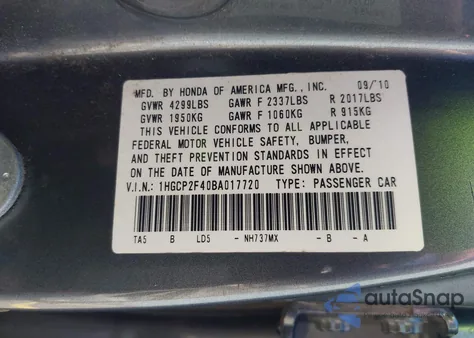 MFD. BY HONDA OF AMERICA MFG., INC. 09/10
GVWR 4299LBS GAWR F 2337LBS R 2017LBS
GVWR 1950KG GAWR F 1060KG R 915KG
THIS VEHICLE CONFORMS TO ALL APPLICABLE
FEDERAL MOTOR VEHICLE SAFETY, BUMPER,
AND THEFT PREVENTION STANDARDS IN EFFECT
ON THE DATE OF MANUFACTURE SHOWN ABOVE.
V.I.N.: 1HGCP2F40BA017720 TYPE: PASSENGER CAR
TA5 B LD5 -NH737MX -B -A
autoSnap